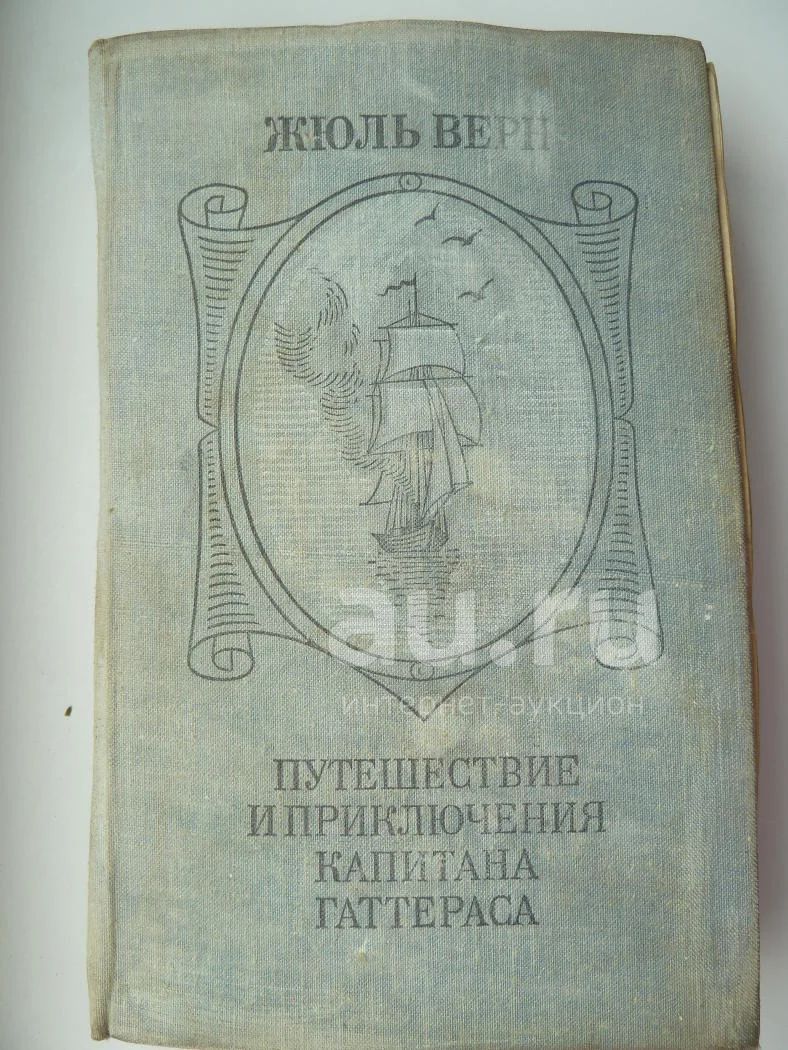 ЖЮЛЬ ВЕРН
au.ru
интернет-аукцион
ПУТЕШЕСТВИЕ
И ПРИКЛЮЧЕНИЯ
КАПИТАНА
ГАТТЕРАСА